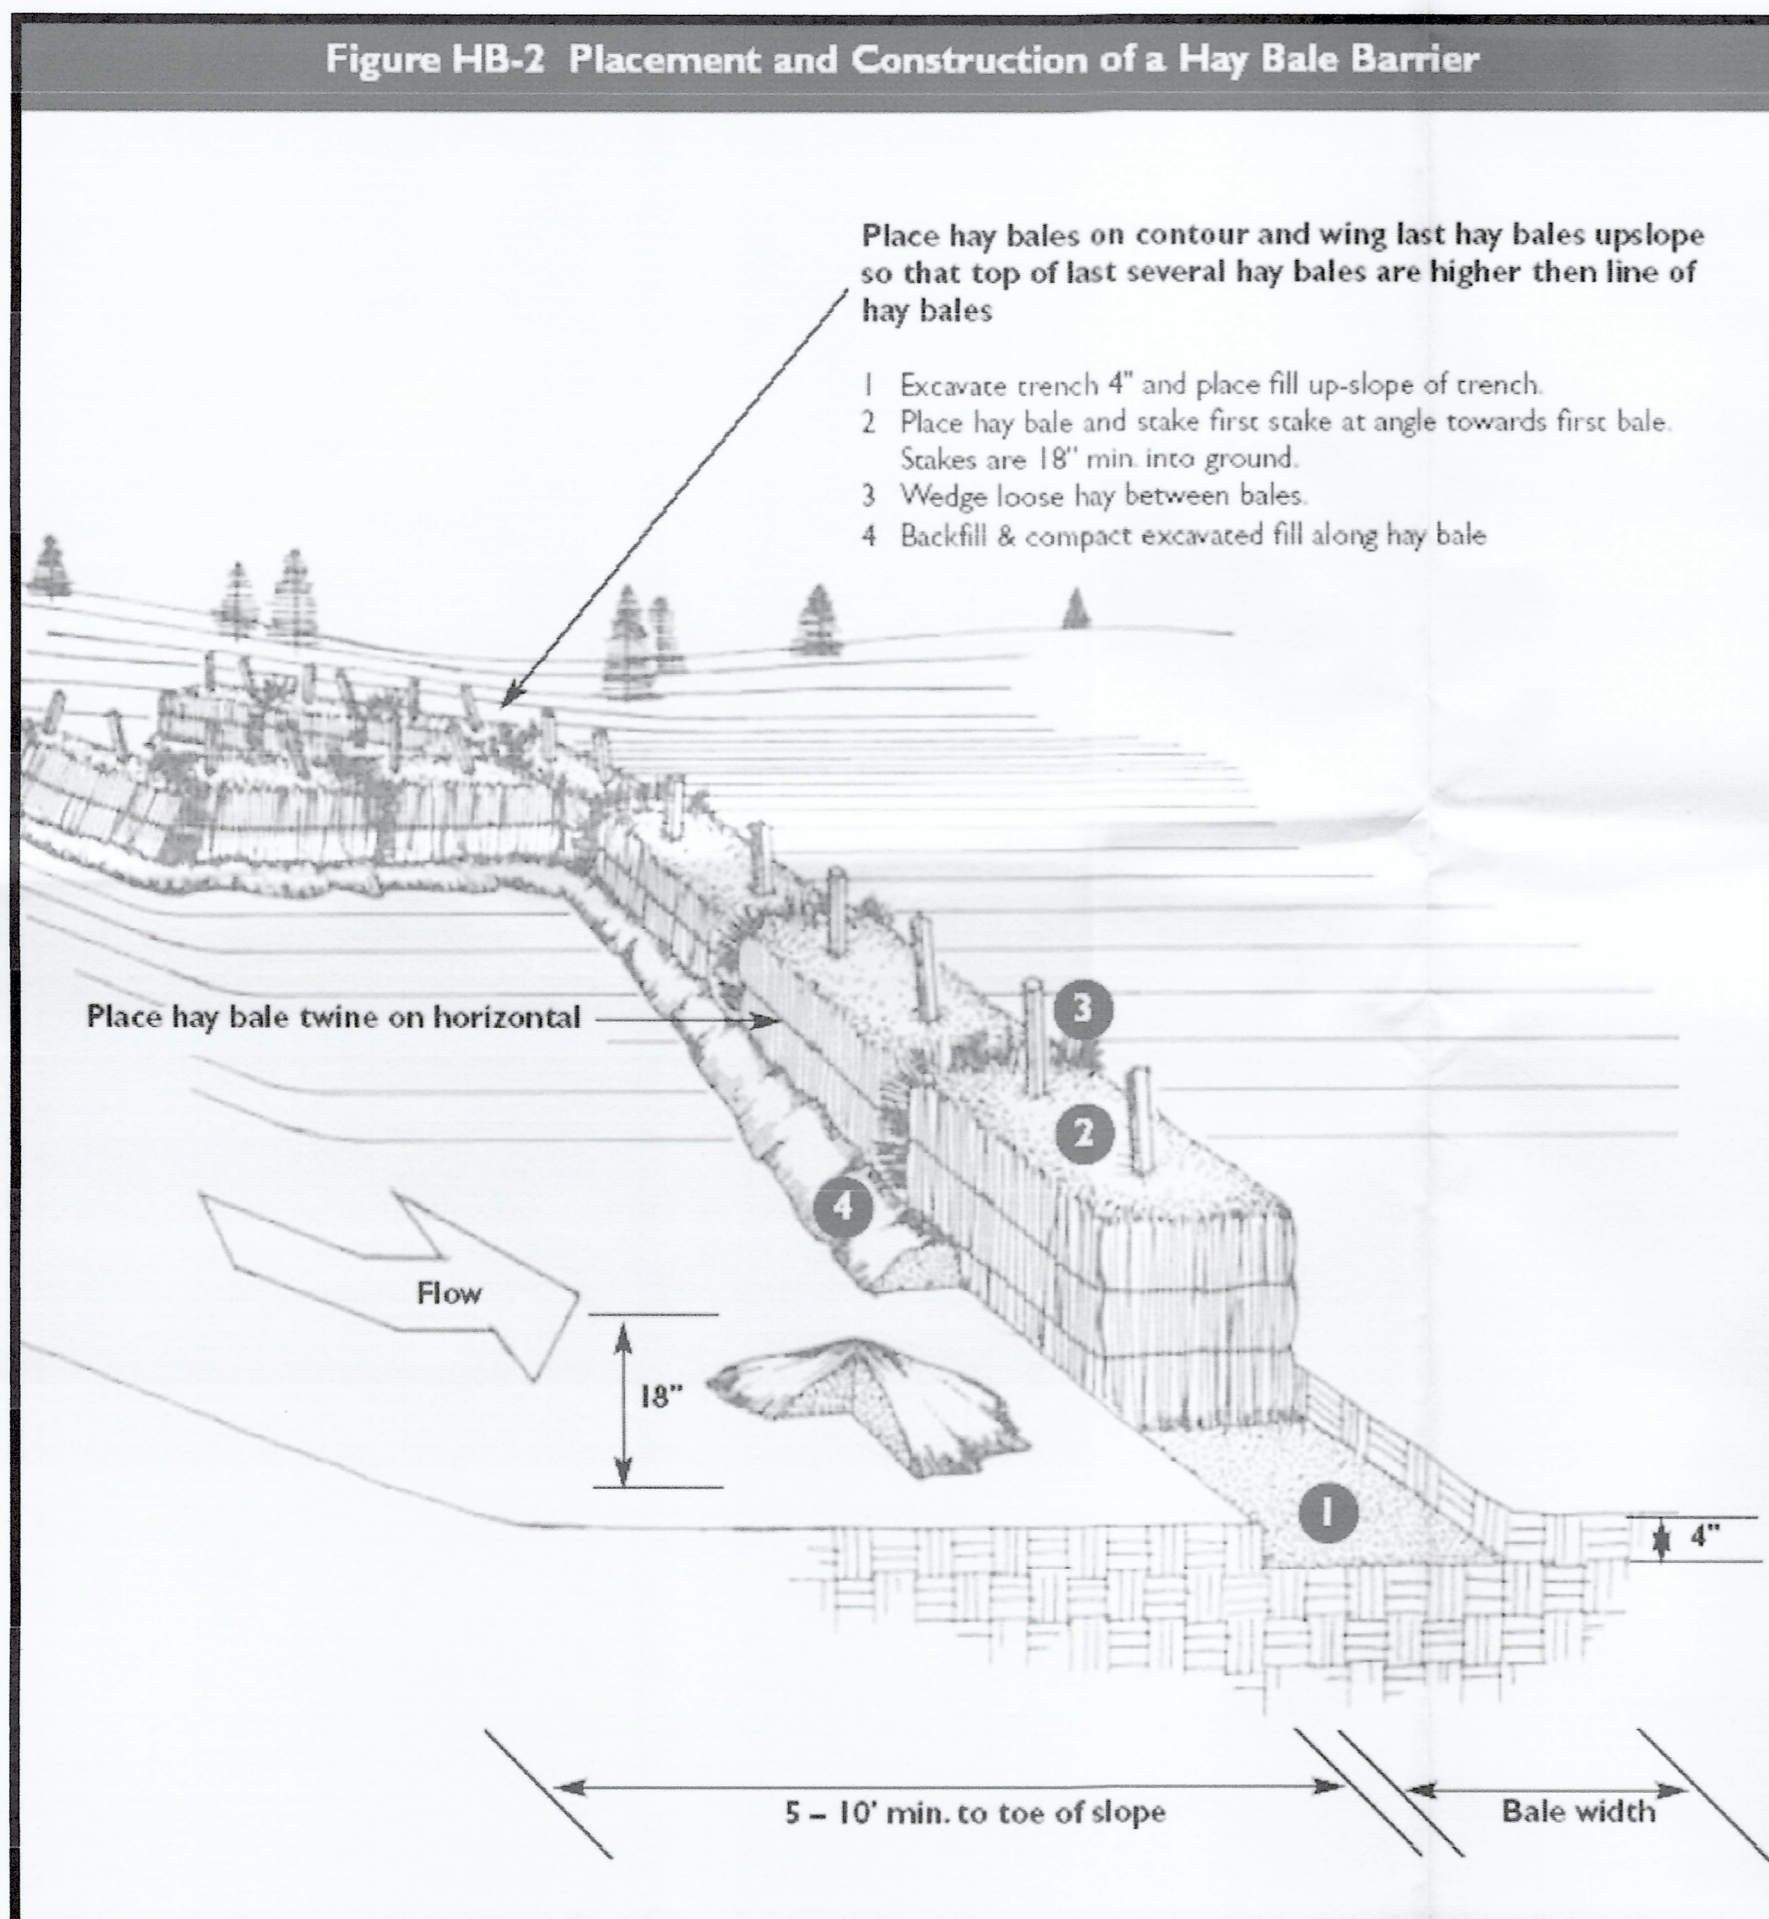 Figure HB-2 Placement and Construction of a Hay Bale Barrier
Place hay bales on contour and wing last hay bales upslope
so that top of last several hay bales are higher then line of
hay bales
1 Excavate trench 4" and place fill up-slope of trench.
2 Place hay bale and stake first stake at angle towards first bale.
Stakes are 18" min. into ground.
3 Wedge loose hay between bales.
4 Backfill & compact excavated fill along hay bale
Place hay bale twine on horizontal
3
2
4
Flow
18"
1
4"
5 – 10' min. to toe of slope
Bale width